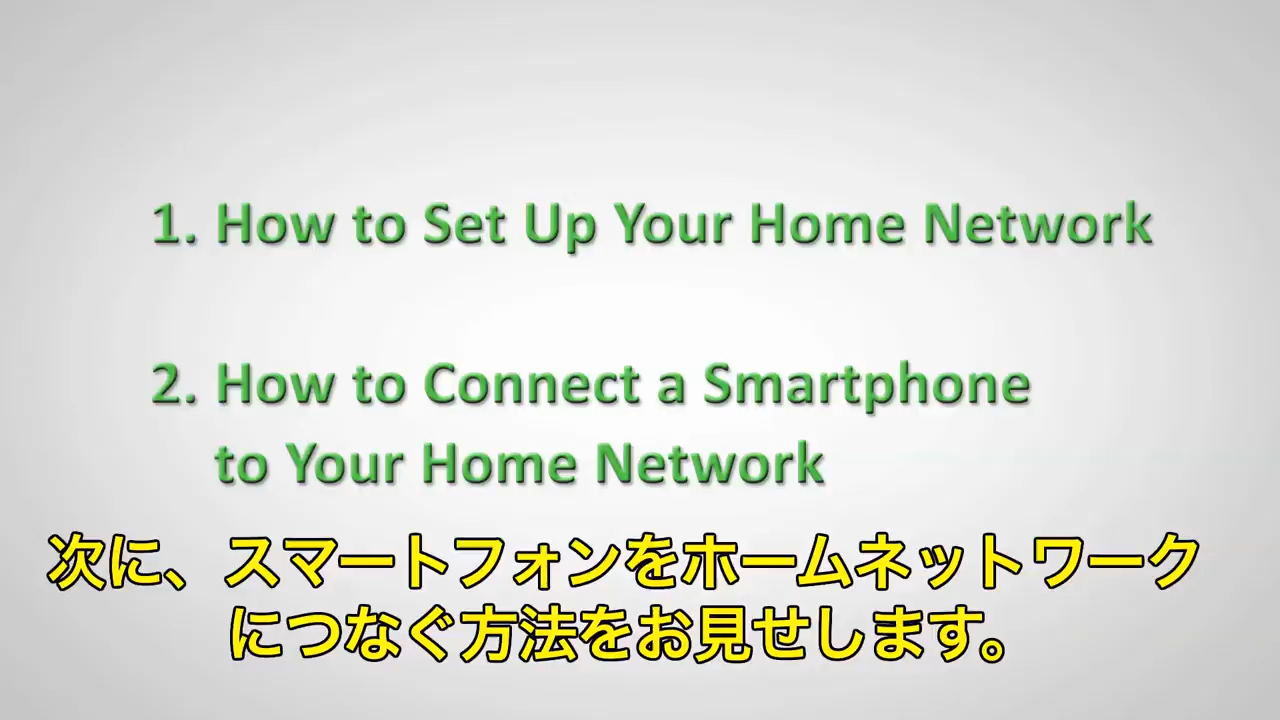 1. How to Set Up Your Home Network
2. How to Connect a Smartphone
to Your Home Network
次に、スマートフォンをホームネットワーク
につなぐ方法をお見せします。